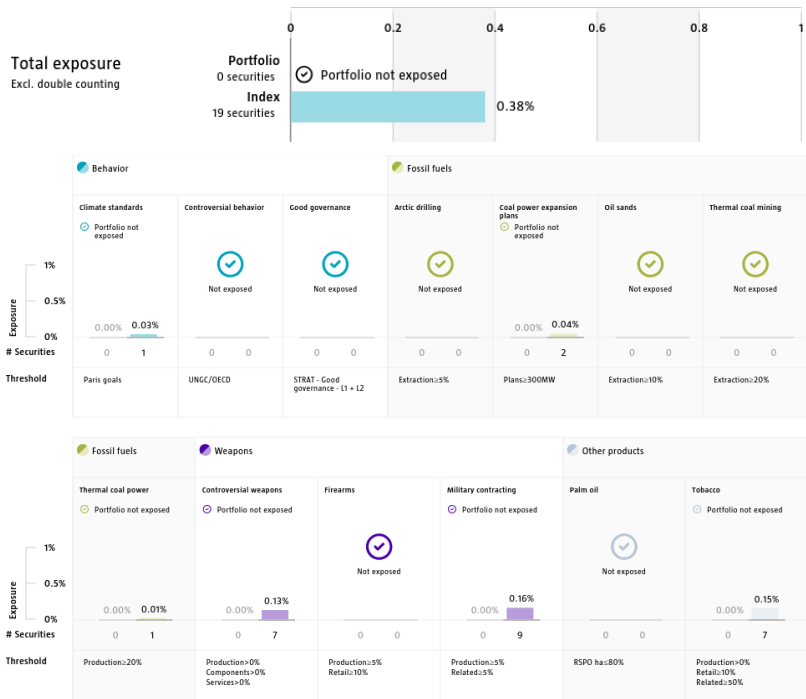 0 0.2 0.4 0.6 0.8 1
Total exposure
Excl. double counting
Portfolio
0 securities
Portfolio not exposed
Index
19 securities
0.38%
Behavior
Fossil fuels
Climate standards
Controversial behavior
Good governance
Arctic drilling
Coal power expansion
plans
Oil sands
Thermal coal mining
Portfolio not
exposed
Portfolio not
exposed
Not exposed
Not exposed
Not exposed
Not exposed
Not exposed
Exposure
1%
0.5%
0%
0.00% 0.03%
0.00% 0.04%
# Securities 0 1 0 0 0 0 0 0 0 2 0 0 0 0
Threshold
Paris goals
UNGC/OECD
STRAT - Good
governance - L1 + L2
Extraction≥5%
Plans≥300MW
Extraction≥10%
Extraction≥20%
Fossil fuels
Weapons
Other products
Thermal coal power
Controversial weapons
Firearms
Military contracting
Palm oil
Tobacco
Portfolio not exposed
Portfolio not exposed
Portfolio not exposed
Portfolio not exposed
Not exposed
Not exposed
Exposure
1%
0.5%
0%
0.00% 0.01%
0.00% 0.13%
0.00% 0.16%
0.00% 0.15%
# Securities 0 1 0 7 0 0 0 9 0 0 0 7
Threshold
Production≥20%
Production>0%
Components>0%
Services>0%
Production≥5%
Retail≥10%
Production≥5%
Related≥5%
RSPO ha≤80%
Production>0%
Retail≥10%
Related≥50%